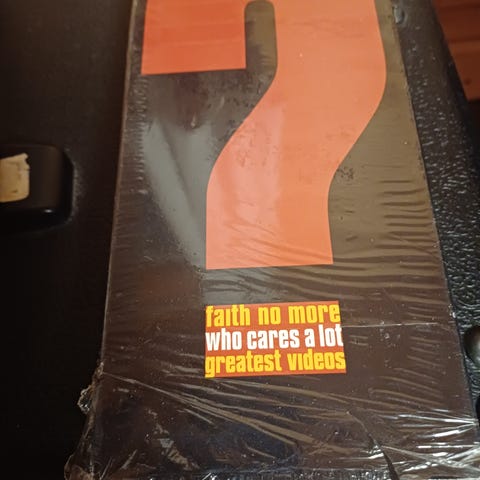 ?
faith no more
who cares a lot
greatest videos